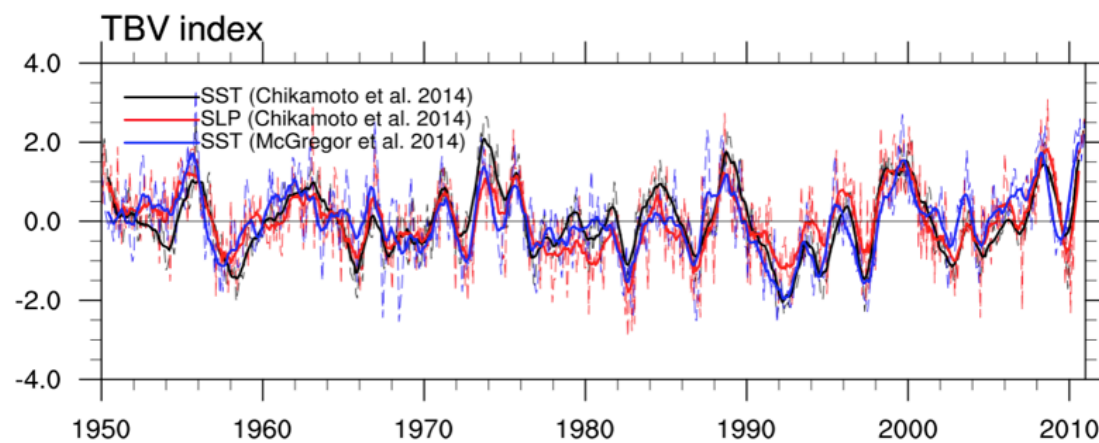 TBV index
4.0
SST (Chikamoto et al. 2014)
SLP (Chikamoto et al. 2014)
SST (McGregor et al. 2014)
2.0
0.0
-2.0
-4.0
1950 1960 1970 1980 1990 2000 2010